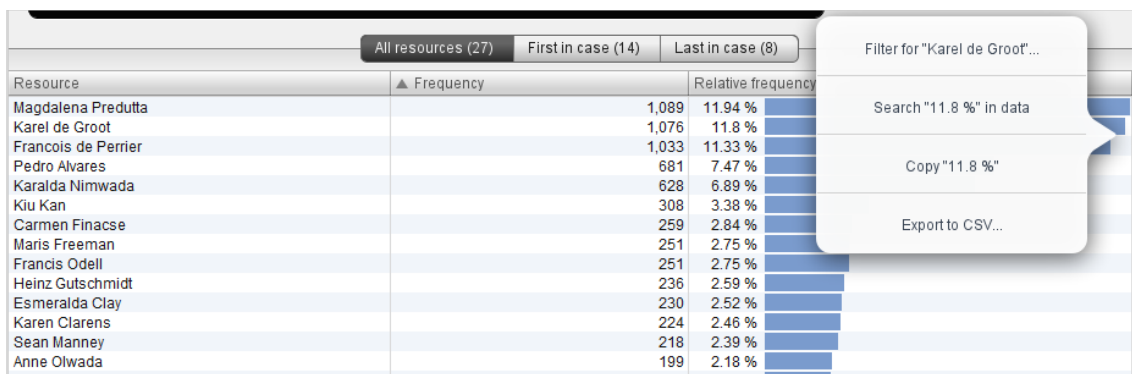 All resources (27) First in case (14) Last in case (8)
Resource Frequency Relative frequency
Magdalena Predutta 1,089 11.94 %
Karel de Groot 1,076 11.8 %
Francois de Perrier 1,033 11.33 %
Pedro Alvares 681 7.47 %
Karalda Nimwada 628 6.89 %
Kiu Kan 308 3.38 %
Carmen Finacse 259 2.84 %
Maris Freeman 251 2.75 %
Francis Odell 251 2.75 %
Heinz Gutschmidt 236 2.59 %
Esmeralda Clay 230 2.52 %
Karen Clarens 224 2.46 %
Sean Manney 218 2.39 %
Anne Olwada 199 2.18 %
Filter for "Karel de Groot"...
Search "11.8 %" in data
Copy "11.8 %"
Export to CSV...